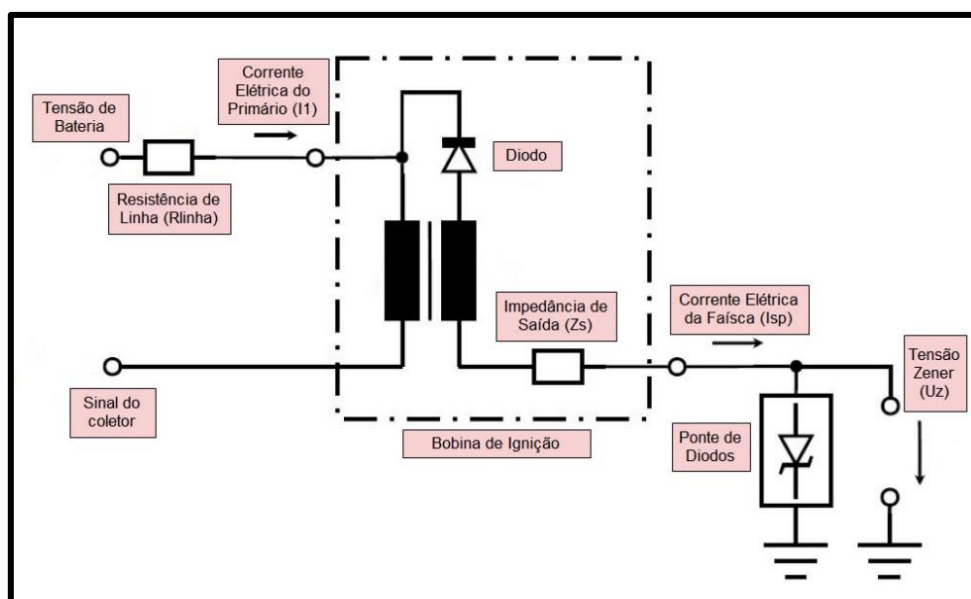 Tensão de
Bateria
Corrente
Elétrica do
Primário (I1)
Diodo
Resistência de
Linha (Rlinha)
Impedância de
Saída (Zs)
Corrente Elétrica
da Faísca (Isp)
Tensão
Zener
(Uz)
Sinal do
coletor
Bobina de Ignição
Ponte de
Diodos